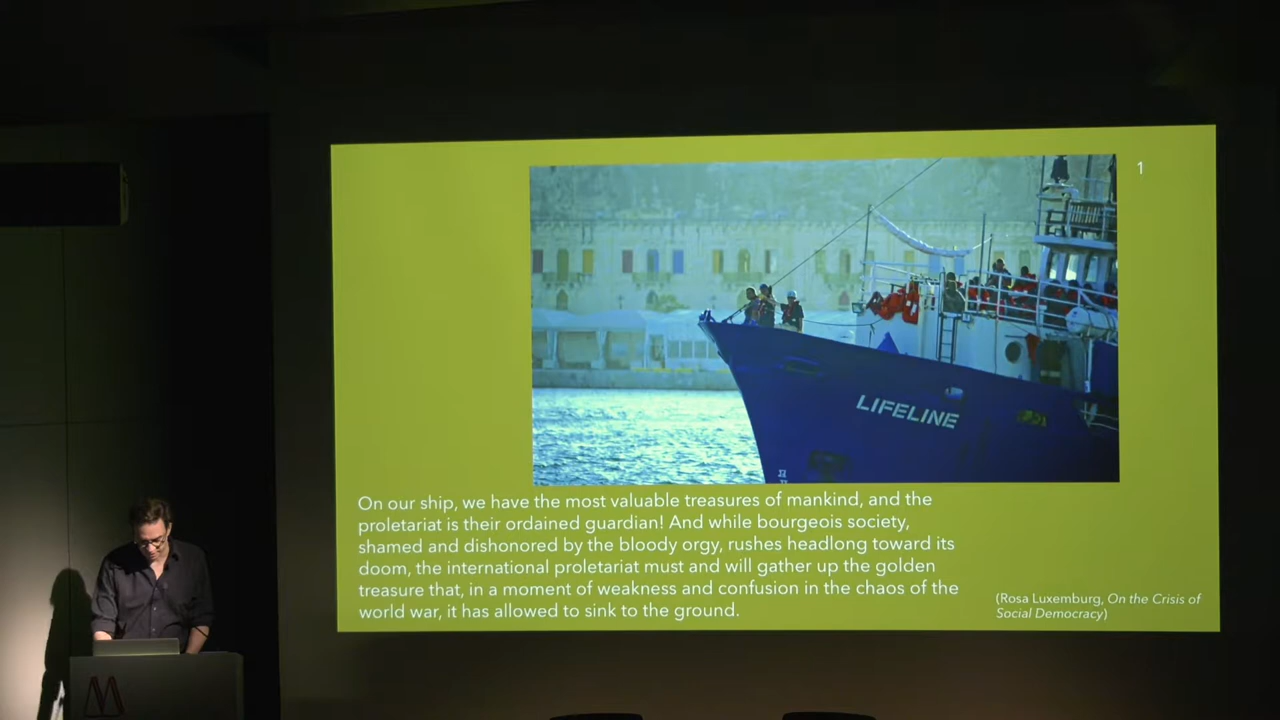 1
LIFELINE
On our ship, we have the most valuable treasures of mankind, and the
proletariat is their ordained guardian! And while bourgeois society,
shamed and dishonored by the bloody orgy, rushes headlong toward its
doom, the international proletariat must and will gather up the golden
treasure that, in a moment of weakness and confusion in the chaos of the
world war, it has allowed to sink to the ground.
(Rosa Luxemburg, On the Crisis of
Social Democracy)
M